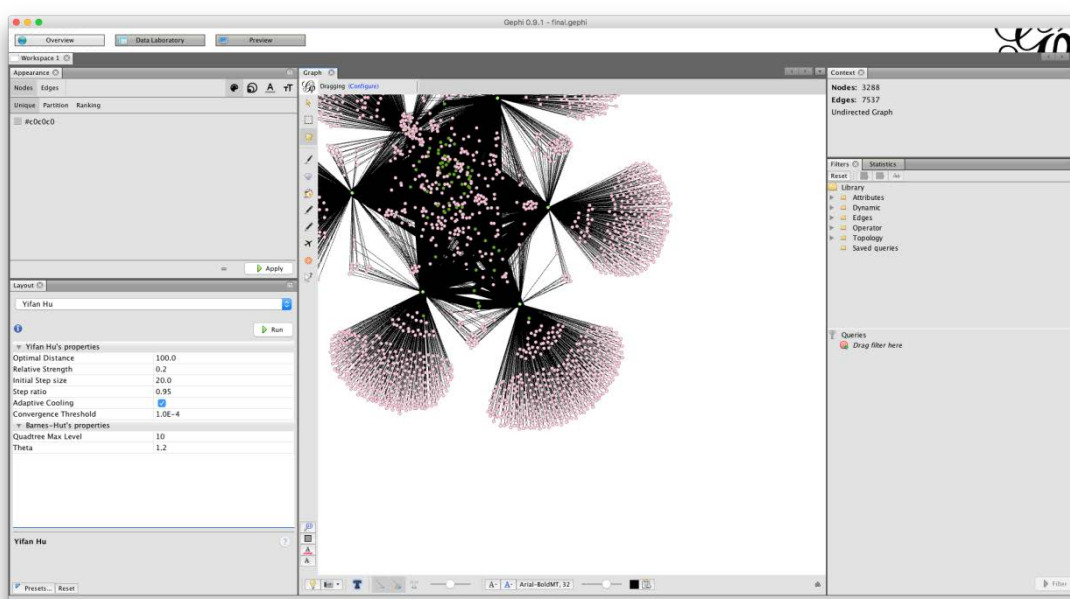 Gephi 0.9.1 - final.gephi
Overview
Data Laboratory
Preview
Workspace 1
Appearance
Nodes Edges
T
Unique Partition Ranking
#c0c0c0
Apply
Layout
Yifan Hu
Run
Yifan Hu's properties
Optimal Distance 100.0
Relative Strength 0.2
Initial Step size 20.0
Step ratio 0.95
Adaptive Cooling
Convergence Threshold 1.0E-4
Barnes-Hut's properties
Quadtree Max Level 10
Theta 1.2
Yifan Hu
?
Presets... Reset
Graph
Dragging (Configure)
A- A- Arial-BoldMT, 32
Context
Nodes: 3288
Edges: 7537
Undirected Graph
Filters Statistics
Reset
Library
Attributes
Dynamic
Edges
Operator
Topology
Saved queries
Queries
Drag filter here
Filter